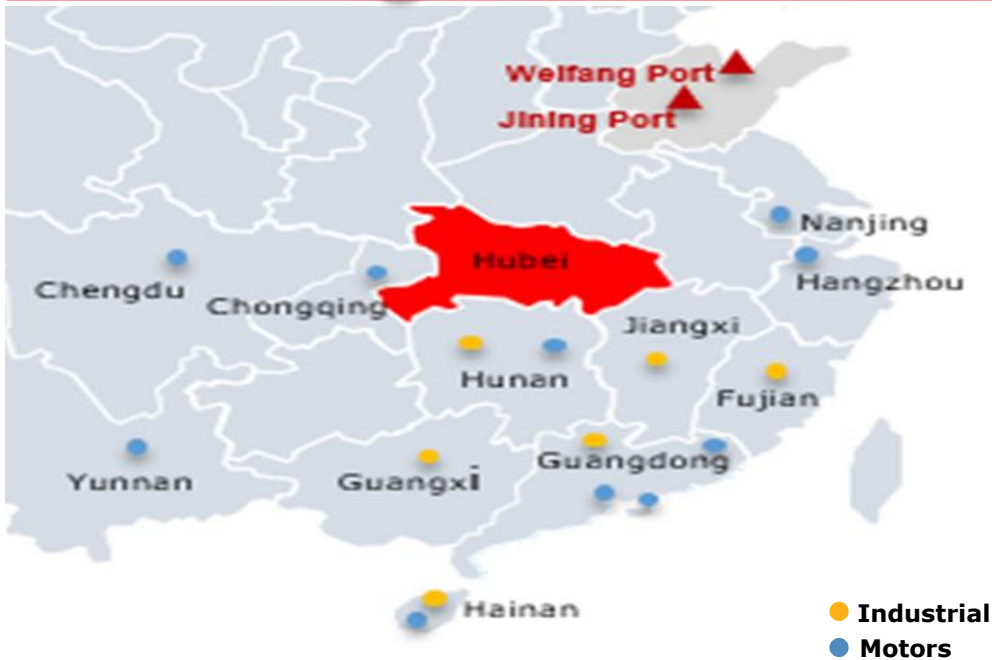 Weifang Port
Jining Port
Nanjing
Hubei
Hangzhou
Chengdu
Chongqing
Jiangxi
Hunan
Fujian
Guangdong
Yunnan
Guangxi
Hainan
Industrial
Motors